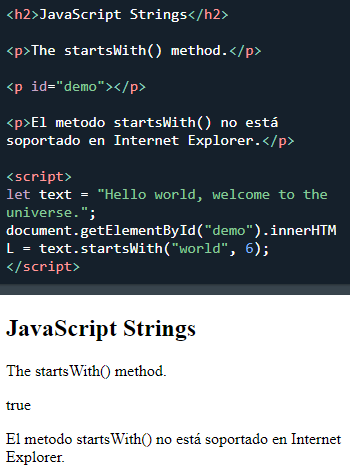 <h2>JavaScript Strings</h2>
<p>The startsWith() method.</p>
<p id="demo"></p>
<p>El metodo startsWith() no está
soportado en Internet Explorer.</p>
<script>
let text = "Hello world, welcome to the
universe.";
document.getElementById("demo").innerHTM
L = text.startsWith("world", 6);
</script>
JavaScript Strings
The startsWith() method.
true
El metodo startsWith() no está soportado en Internet
Explorer.